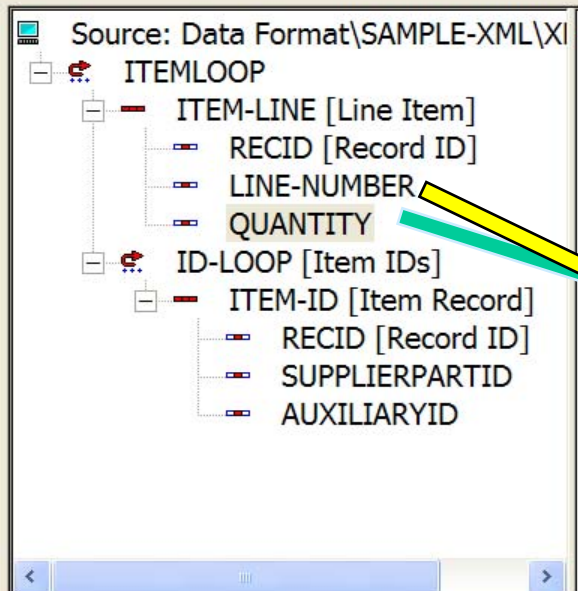 Source: Data Format\SAMPLE-XML\XI
ITEMLOOP
ITEM-LINE [Line Item]
RECID [Record ID]
LINE-NUMBER
QUANTITY
ID-LOOP [Item IDs]
ITEM-ID [Item Record]
RECID [Record ID]
SUPPLIERPARTID
AUXILIARYID